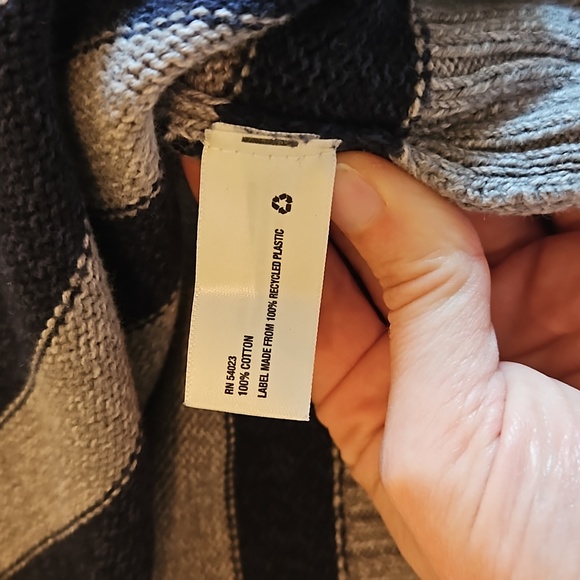 RN 54023
100% COTTON
LABEL MADE FROM 100% RECYCLED PLASTIC